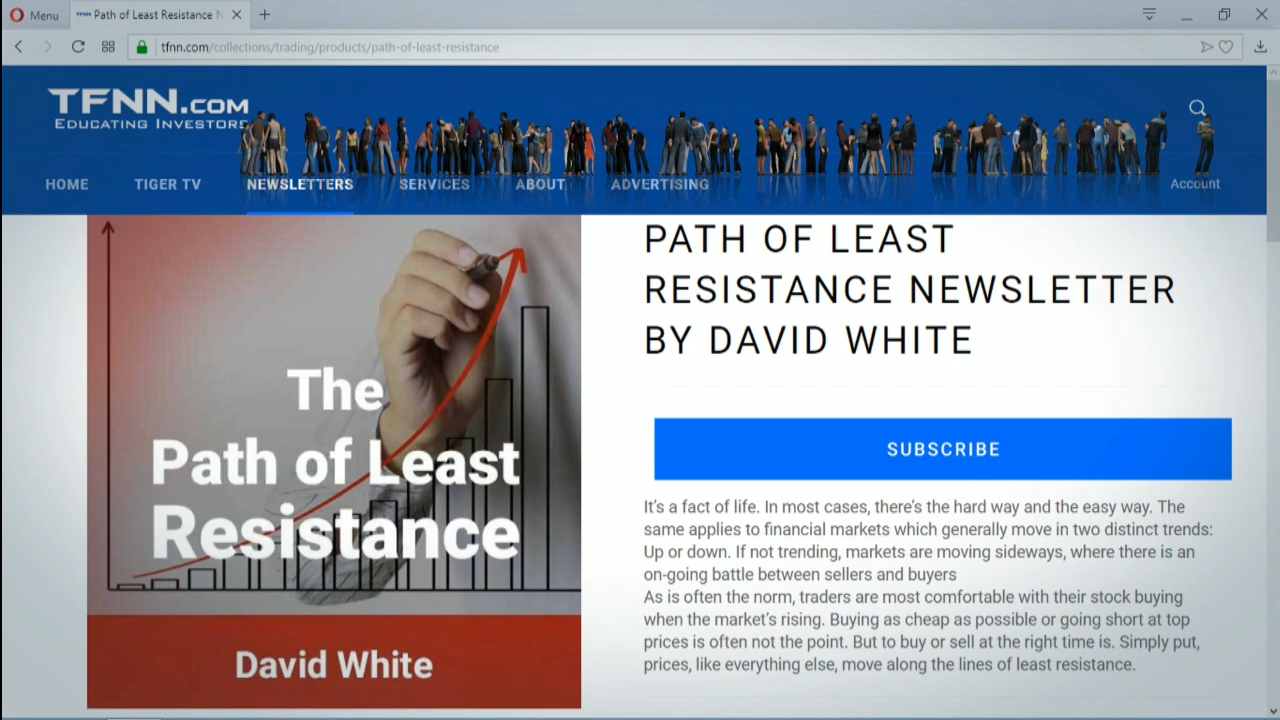 Menu
TFNN Path of Least Resistance N
tfnn.com/collections/trading/products/path-of-least-resistance
TFNN.COM
EDUCATING INVESTORS
HOME TIGER TV NEWSLETTERS SERVICES ABOUT ADVERTISING Account
The
Path of Least
Resistance
David White
PATH OF LEAST
RESISTANCE NEWSLETTER
BY DAVID WHITE
SUBSCRIBE
It's a fact of life. In most cases, there's the hard way and the easy way. The
same applies to financial markets which generally move in two distinct trends:
Up or down. If not trending, markets are moving sideways, where there is an
on-going battle between sellers and buyers
As is often the norm, traders are most comfortable with their stock buying
when the market's rising. Buying as cheap as possible or going short at top
prices is often not the point. But to buy or sell at the right time is. Simply put,
prices, like everything else, move along the lines of least resistance.